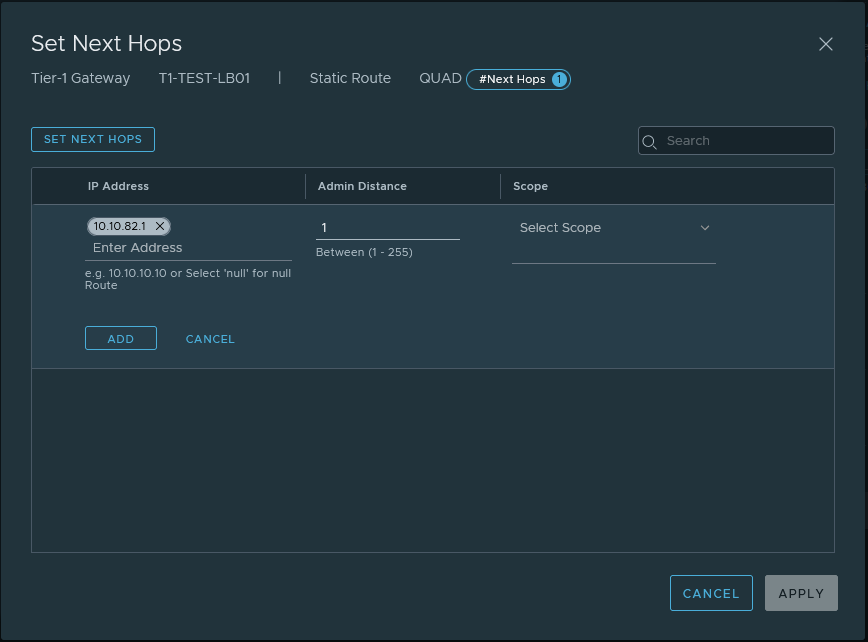 Set Next Hops
Tier-1 Gateway T1-TEST-LB01 | Static Route QUAD #Next Hops 1
SET NEXT HOPS
Search
IP Address Admin Distance Scope
10.10.82.1
Enter Address
e.g. 10.10.10.10 or Select 'null' for null
Route
1
Between (1 - 255)
Select Scope
ADD CANCEL
CANCEL APPLY